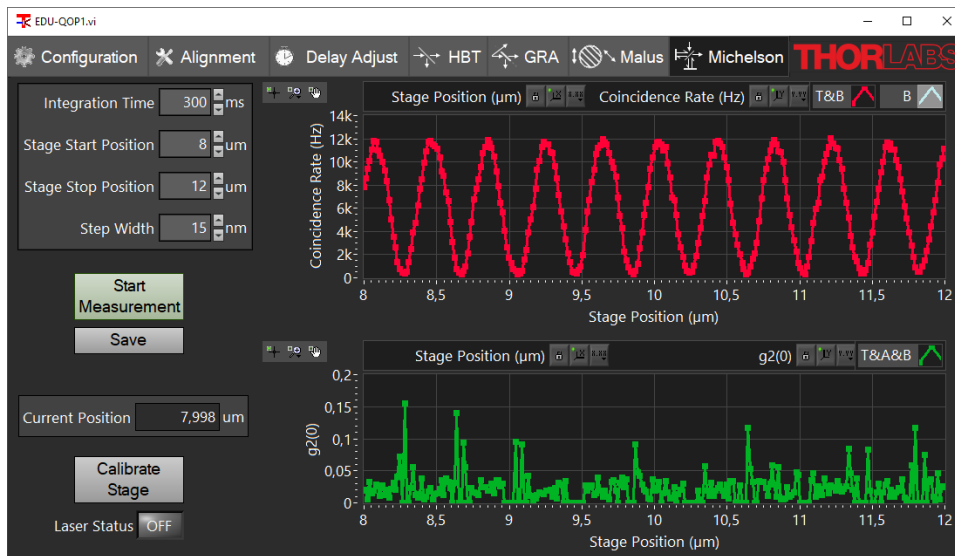 EDU-QOP1.vi
Configuration Alignment Delay Adjust HBT GRA Malus Michelson THORLABS
Integration Time 300 ms
Stage Start Position 8 um
Stage Stop Position 12 um
Step Width 15 nm
Start
Measurement
Save
Current Position 7,998 um
Calibrate
Stage
Laser Status OFF
Stage Position (µm) Coincidence Rate (Hz) T&B B
Coincidence Rate (Hz)
14k
12k
10k
8k
6k
4k
2k
0
8 8,5 9 9,5 10 10,5 11 11,5 12
Stage Position (µm)
Stage Position (µm) g2(0) T&A&B
g2(0)
0,2
0,15
0,1
0,05
0
8 8,5 9 9,5 10 10,5 11 11,5 12
Stage Position (µm)